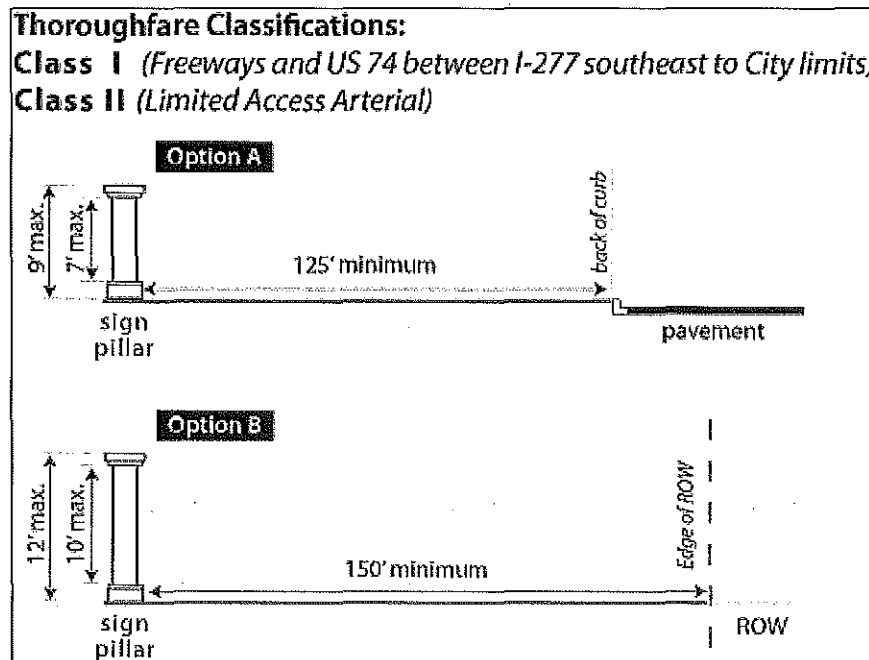 Thoroughfare Classifications:
Class I (Freeways and US 74 between I-277 southeast to City limits,
Class II (Limited Access Arterial)
Option A
9' max.
7' max.
125' minimum
back of curb
sign
pillar
pavement
Option B
12' max.
10' max.
150' minimum
Edge of ROW
sign
pillar
ROW